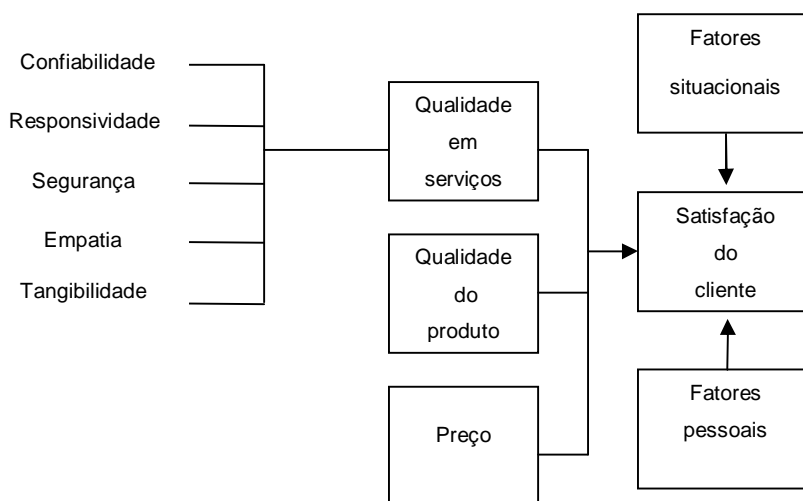 Confiabilidade
Responsividade
Segurança
Empatia
Tangibilidade
Qualidade
em
serviços
Qualidade
do
produto
Preço
Fatores
situacionais
Satisfação
do
cliente
Fatores
pessoais